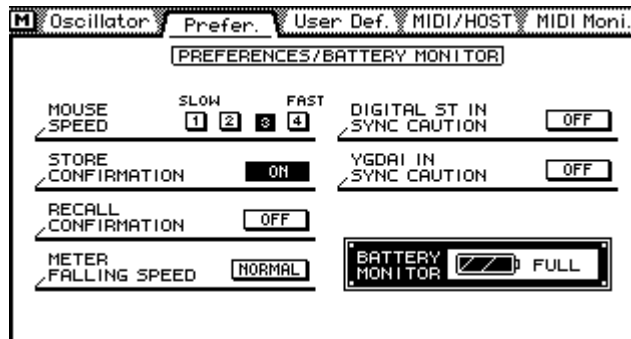 M Oscillator Prefer. User Def. MIDI/HOST MIDI Moni.
PREFERENCES/BATTERY MONITOR
MOUSE SPEED
SLOW FAST
1 2 3 4
STORE CONFIRMATION
ON
RECALL CONFIRMATION
OFF
METER FALLING SPEED
NORMAL
DIGITAL ST IN SYNC CAUTION
OFF
YGDAI IN SYNC CAUTION
OFF
BATTERY MONITOR
FULL